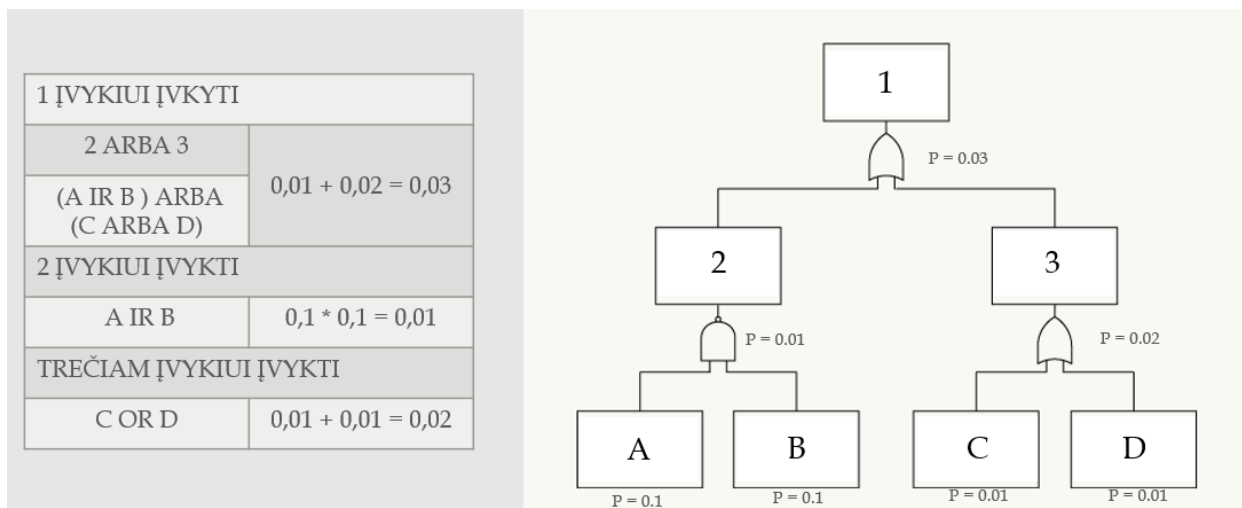 1 ĮVYKIUI ĮVKYTI
2 ARBA 3
0,01 + 0,02 = 0,03
(A IR B ) ARBA
(C ARBA D)
2 ĮVYKIUI ĮVYKTI
A IR B
0,1 * 0,1 = 0,01
TREČIAM ĮVYKIUI ĮVYKTI
C OR D
0,01 + 0,01 = 0,02
1
P = 0.03
2
3
P = 0.01
P = 0.02
A
B
C
D
P = 0.1
P = 0.1
P = 0.01
P = 0.01